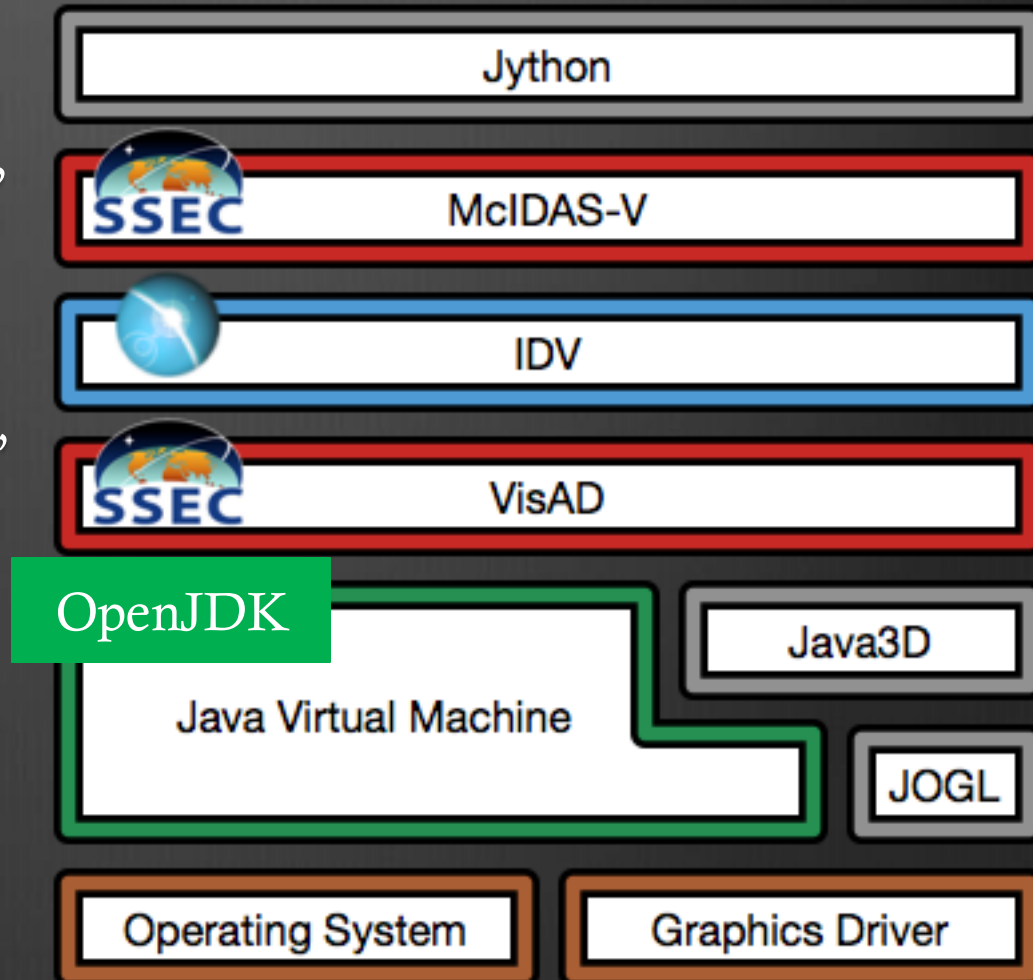 Jython
SSEC
McIDAS-V
IDV
SSEC
VisAD
OpenJDK
Java3D
Java Virtual Machine
JOGL
Operating System
Graphics Driver